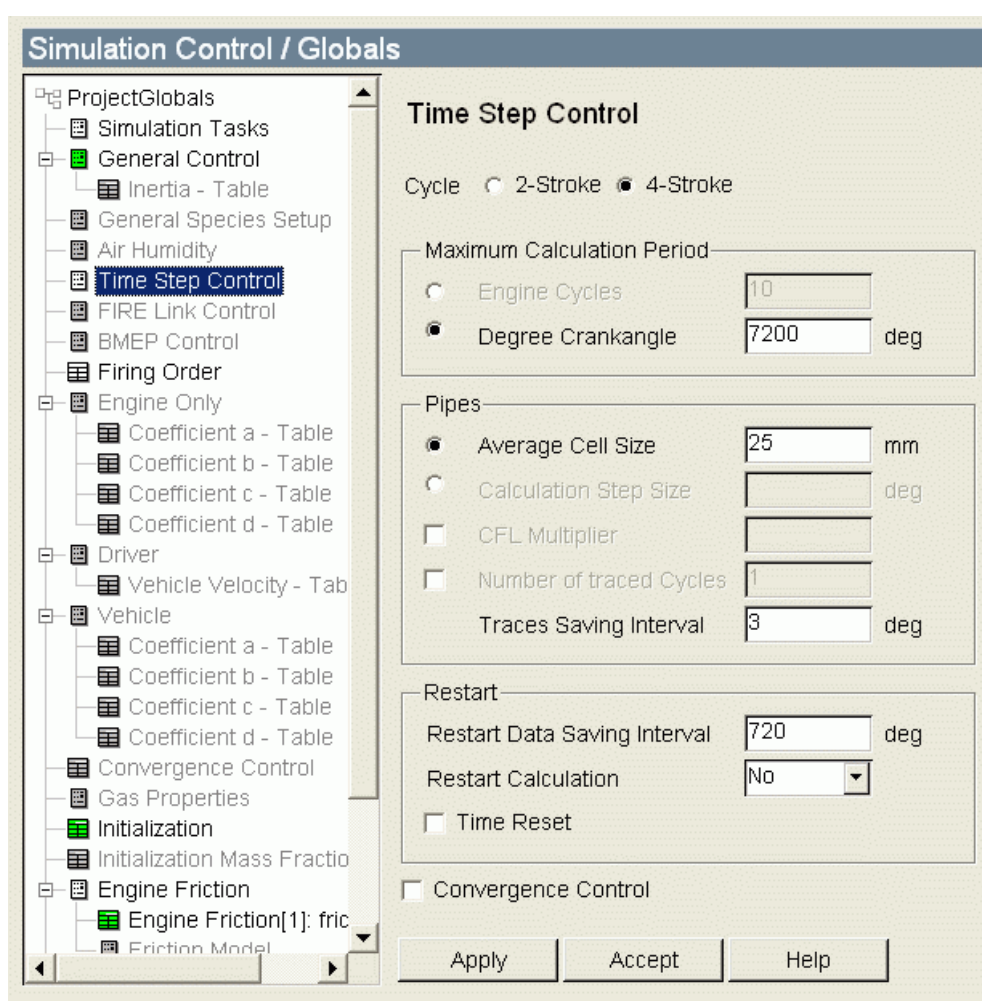 Simulation Control / Globals
ProjectGlobals
Simulation Tasks
General Control
Inertia - Table
General Species Setup
Air Humidity
Time Step Control
FIRE Link Control
BMEP Control
Firing Order
Engine Only
Coefficient a - Table
Coefficient b - Table
Coefficient c - Table
Coefficient d - Table
Driver
Vehicle Velocity - Tab
Vehicle
Coefficient a - Table
Coefficient b - Table
Coefficient c - Table
Coefficient d - Table
Convergence Control
Gas Properties
Initialization
Initialization Mass Fractio
Engine Friction
Engine Friction[1]: fric
Friction Model
Time Step Control
Cycle 2-Stroke 4-Stroke
Maximum Calculation Period
Engine Cycles 10
Degree Crankangle 7200 deg
Pipes
Average Cell Size 25 mm
Calculation Step Size deg
CFL Multiplier
Number of traced Cycles 1
Traces Saving Interval 3 deg
Restart
Restart Data Saving Interval 720 deg
Restart Calculation No
Time Reset
Convergence Control
Apply Accept Help